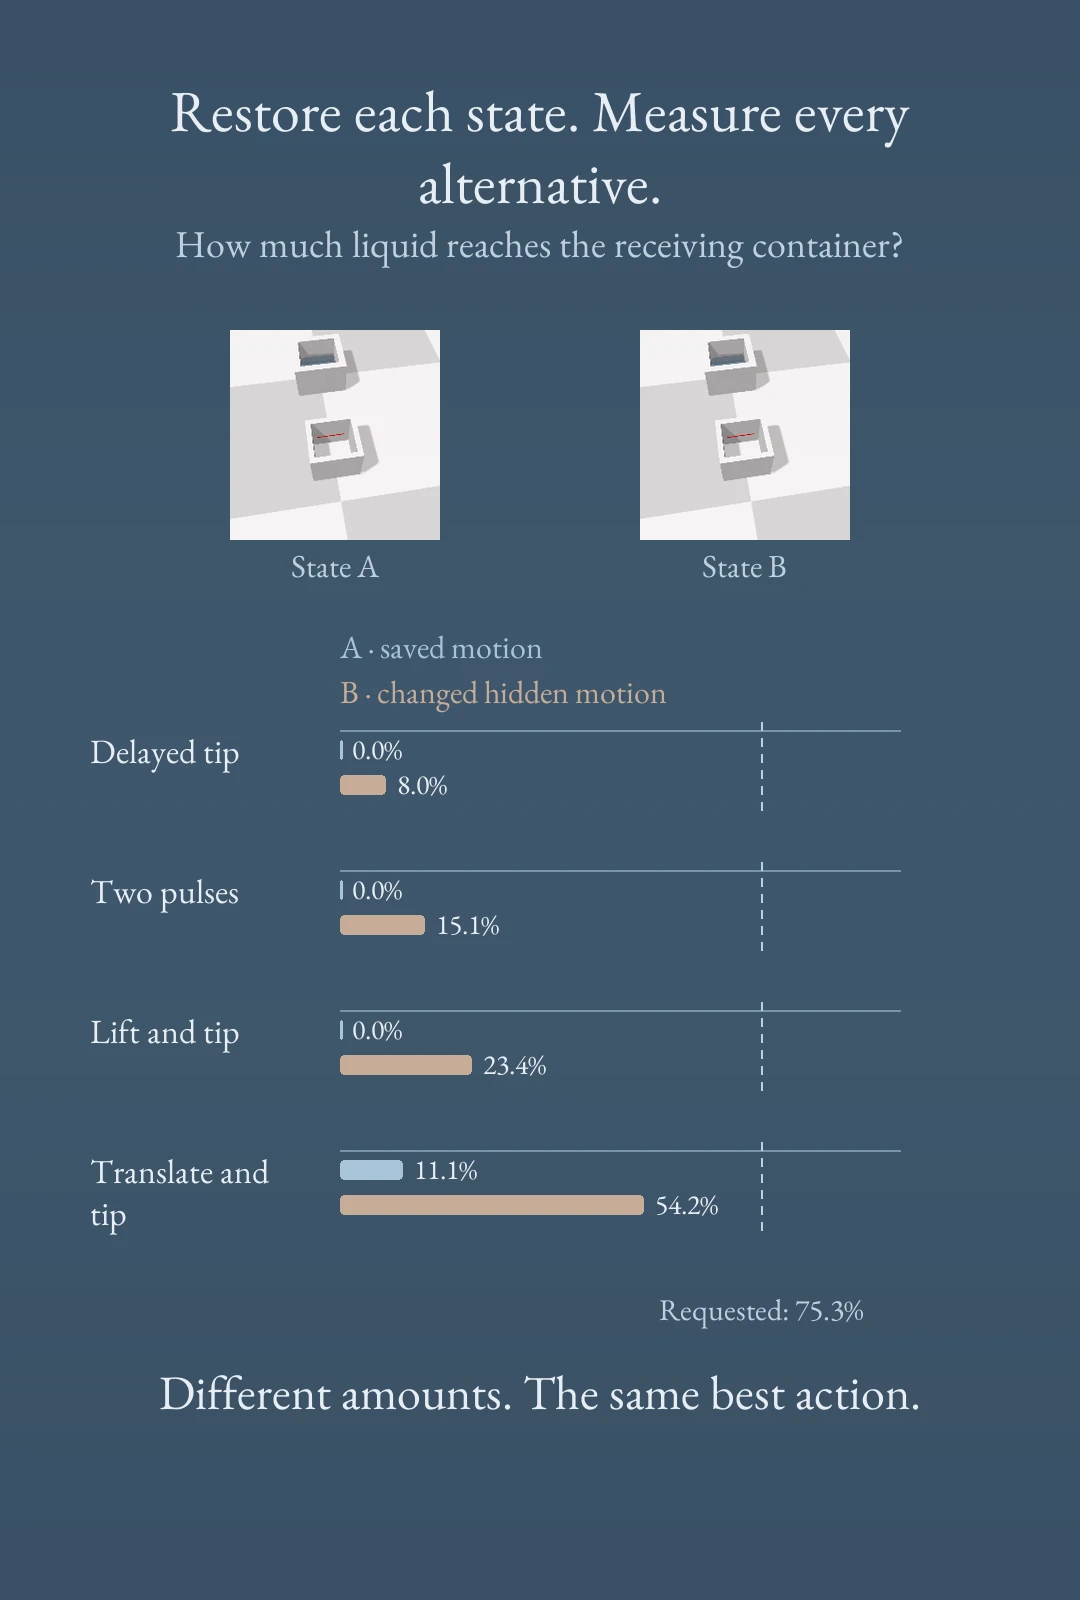 Restore each state. Measure every
alternative.
How much liquid reaches the receiving container?
State A
State B
A · saved motion
B · changed hidden motion
Delayed tip
0.0%
8.0%
Two pulses
0.0%
15.1%
Lift and tip
0.0%
23.4%
Translate and
tip
11.1%
54.2%
Requested: 75.3%
Different amounts. The same best action.